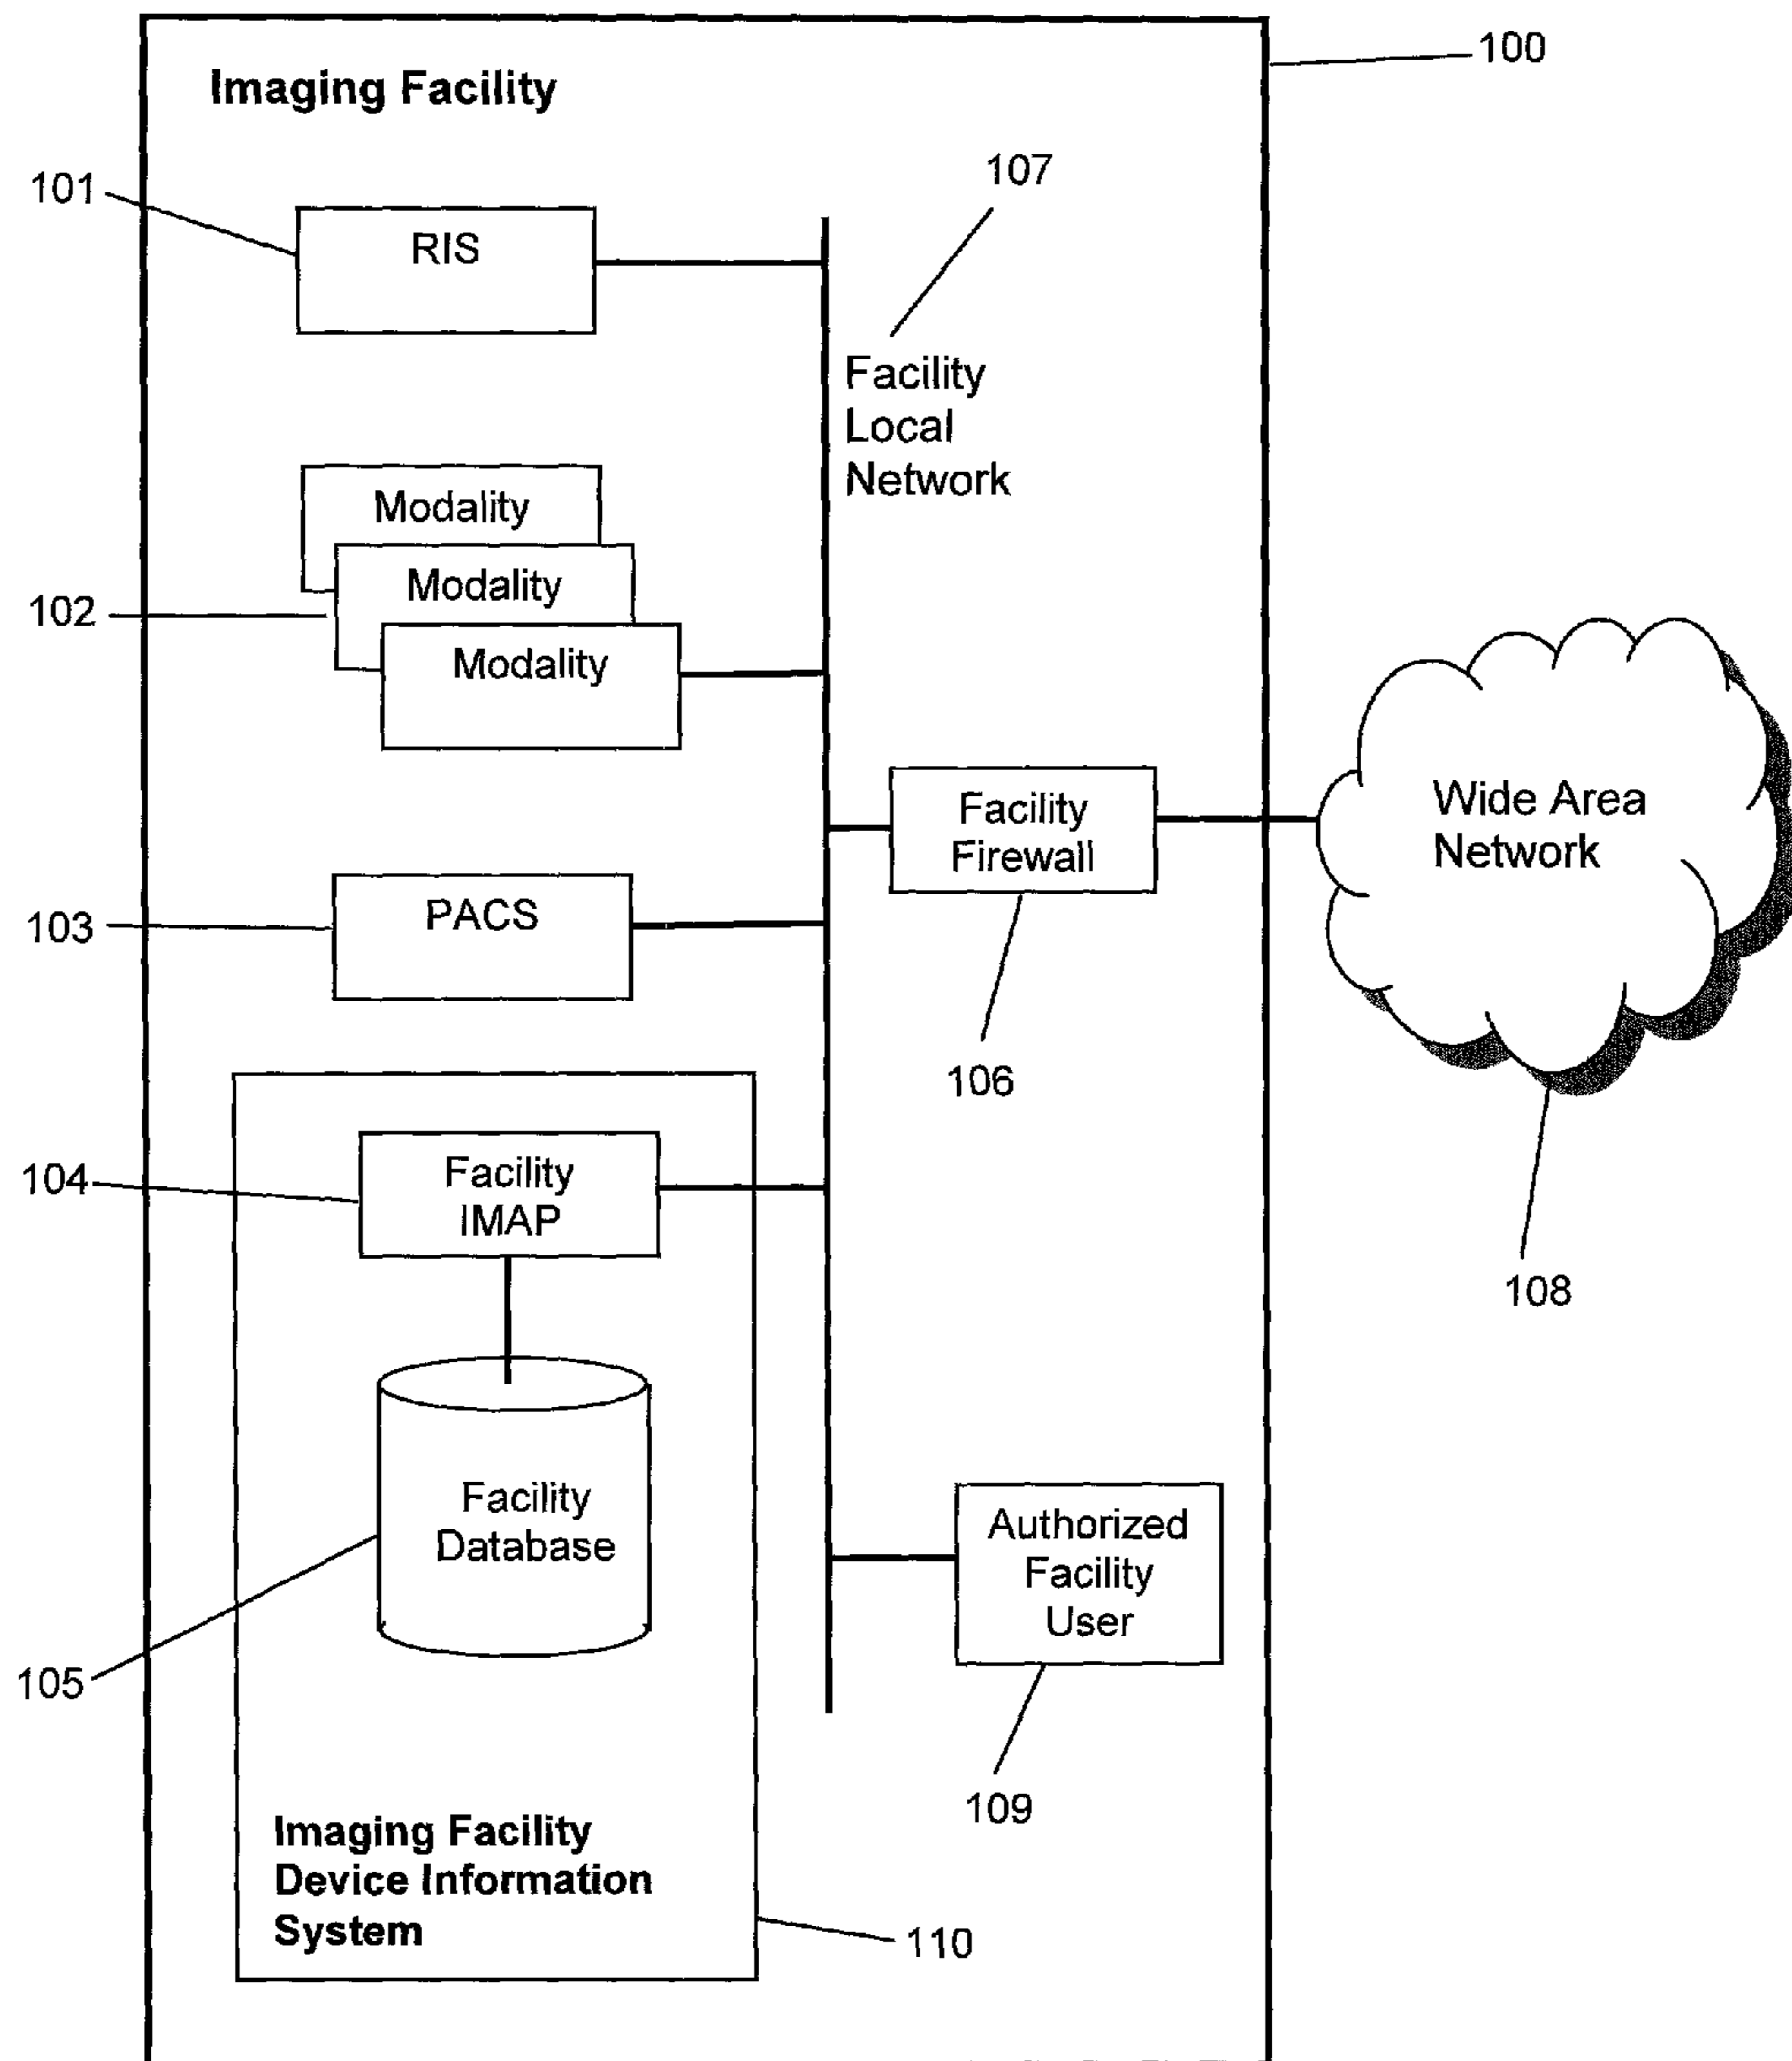 Imaging Facility
100
107
101
RIS
Facility
Local
Network
Modality
Modality
Modality
102
Facility
Firewall
Wide Area
Network
103
PACS
106
104
Facility
IMAP
108
Facility
Database
105
Authorized
Facility
User
109
Imaging Facility
Device Information
System
110